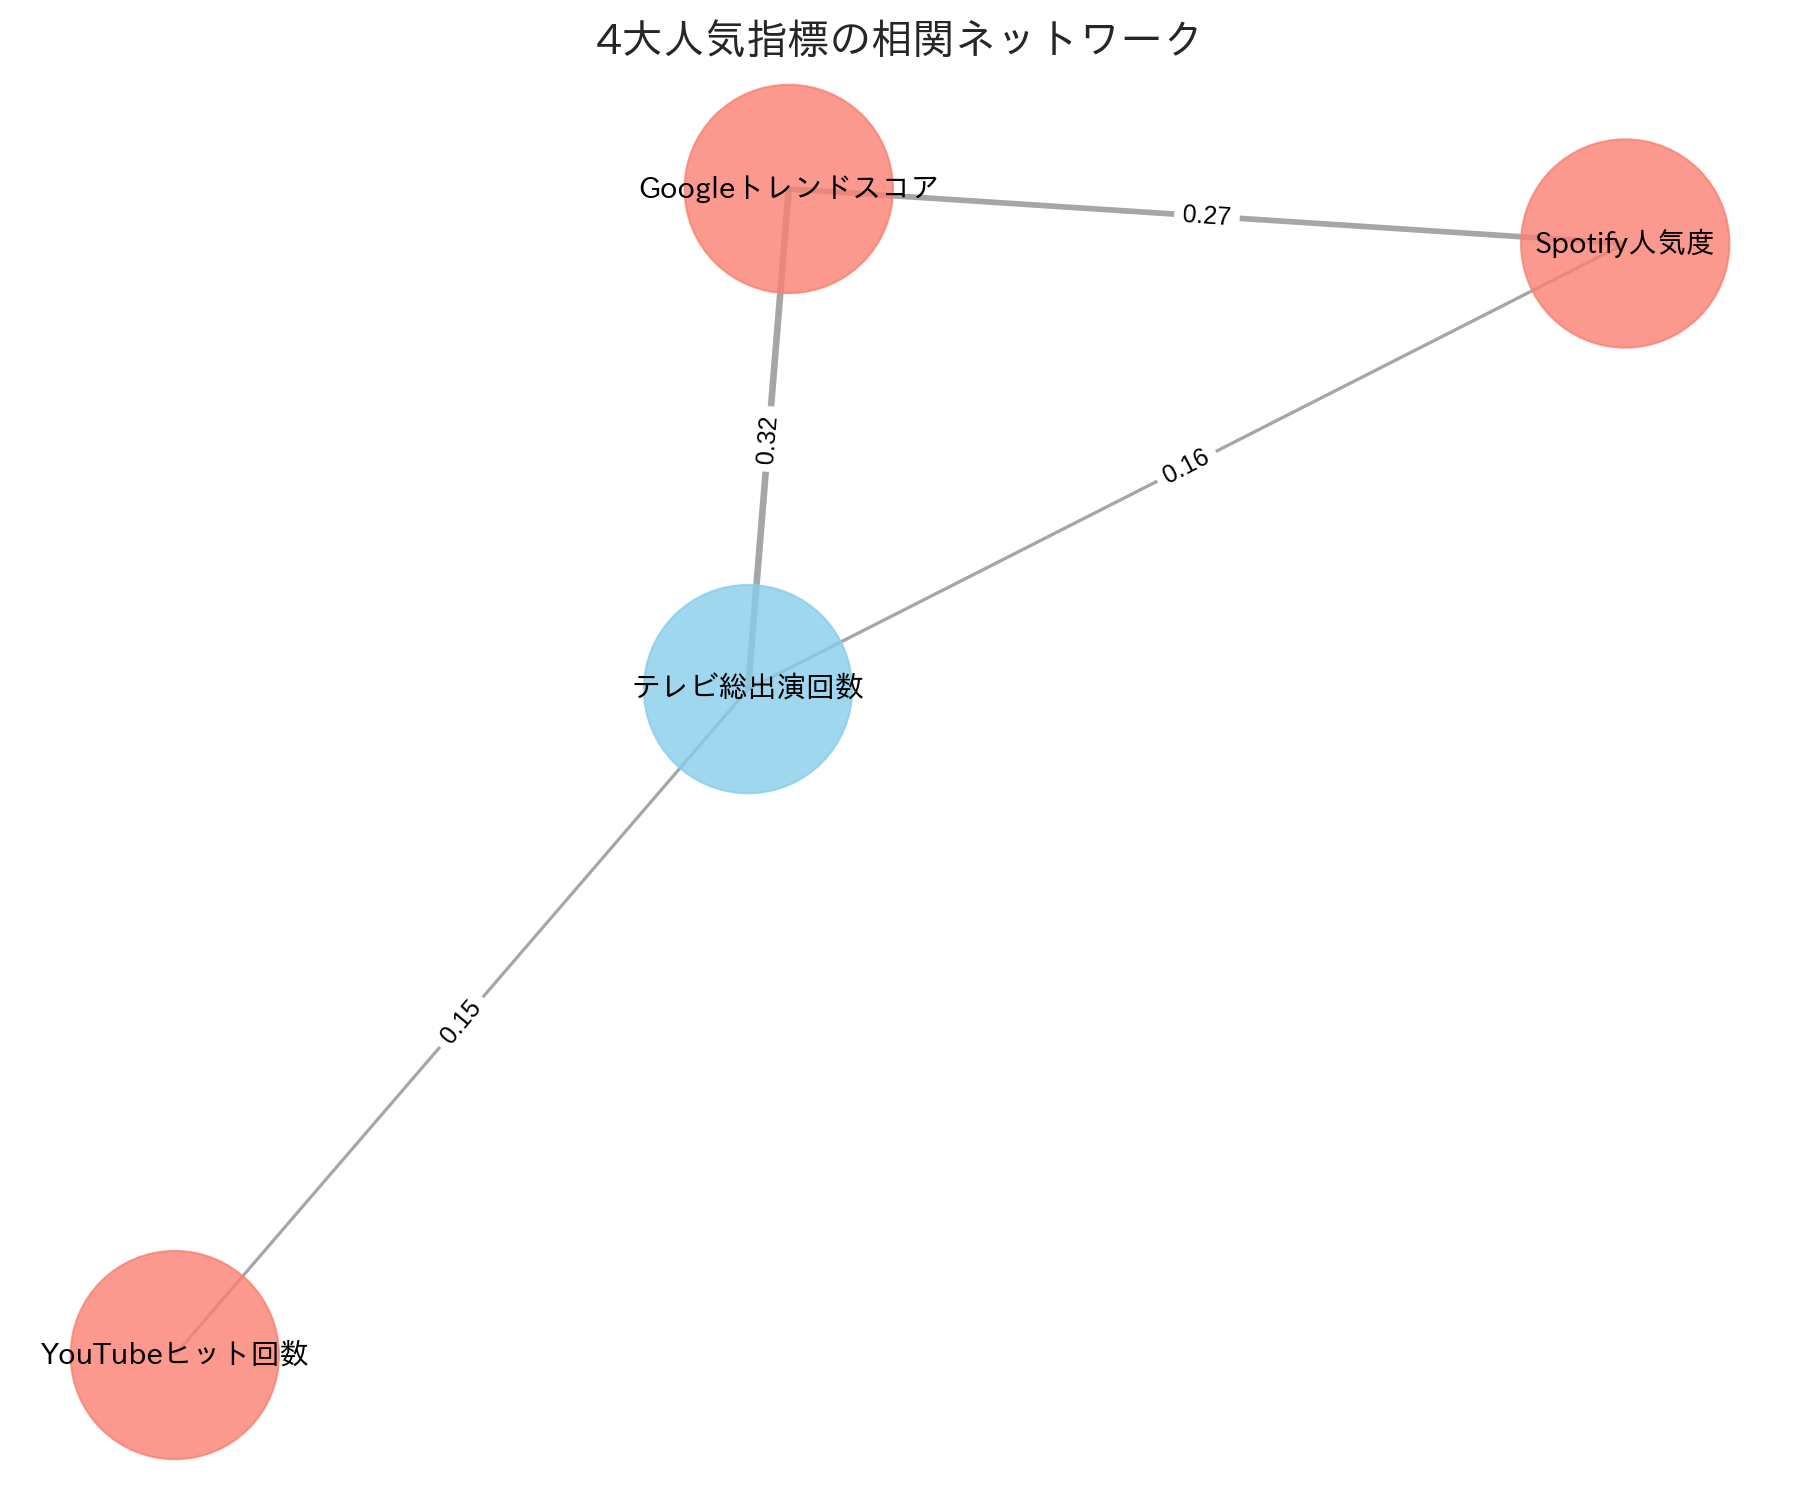 4大人気指標の相関ネットワーク
Googleトレンドスコア
0.27
Spotify人気度
0.32
0.16
テレビ総出演回数
0.15
YouTubeヒット回数